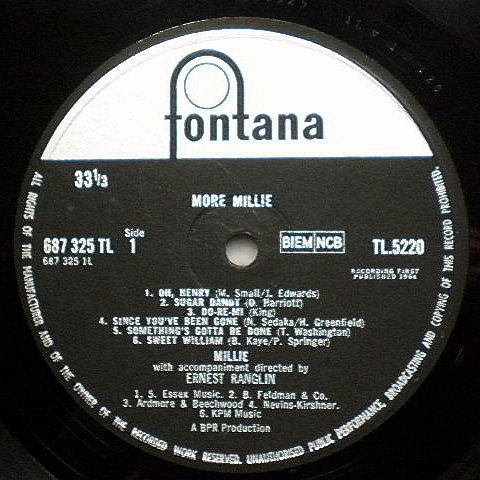 fontana
33 1/3
MORE MILLIE
687 325 TL
Side
1
BIEM NCB
TL.5220
687 325 1L
RECORDING FIRST
PUBLISHED 1964
1. OH, HENRY (M. Small/J. Edwards)
2. SUGAR DANDY (D. Harriott)
3. DO-RE-MI (King)
4. SINCE YOU'VE BEEN GONE (N. Sedaka/H. Greenfield)
5. SOMETHING'S GOTTA BE DONE (T. Washington)
6. SWEET WILLIAM (B. Kaye/P. Springer)
MILLIE
with accompaniment directed by
ERNEST RANGLIN
1. 5. Essex Music. 2. B. Feldman & Co.
3. Ardmore & Beechwood 4. Nevins-Kirshner.
6. KPM Music
A BPR Production
ALL RIGHTS OF THE MANUFACTURER AND OF THE OWNER OF THE RECORDED WORK RESERVED. UNAUTHORISED PUBLIC PERFORMANCE, BROADCASTING AND COPYING OF THIS RECORD PROHIBITED.